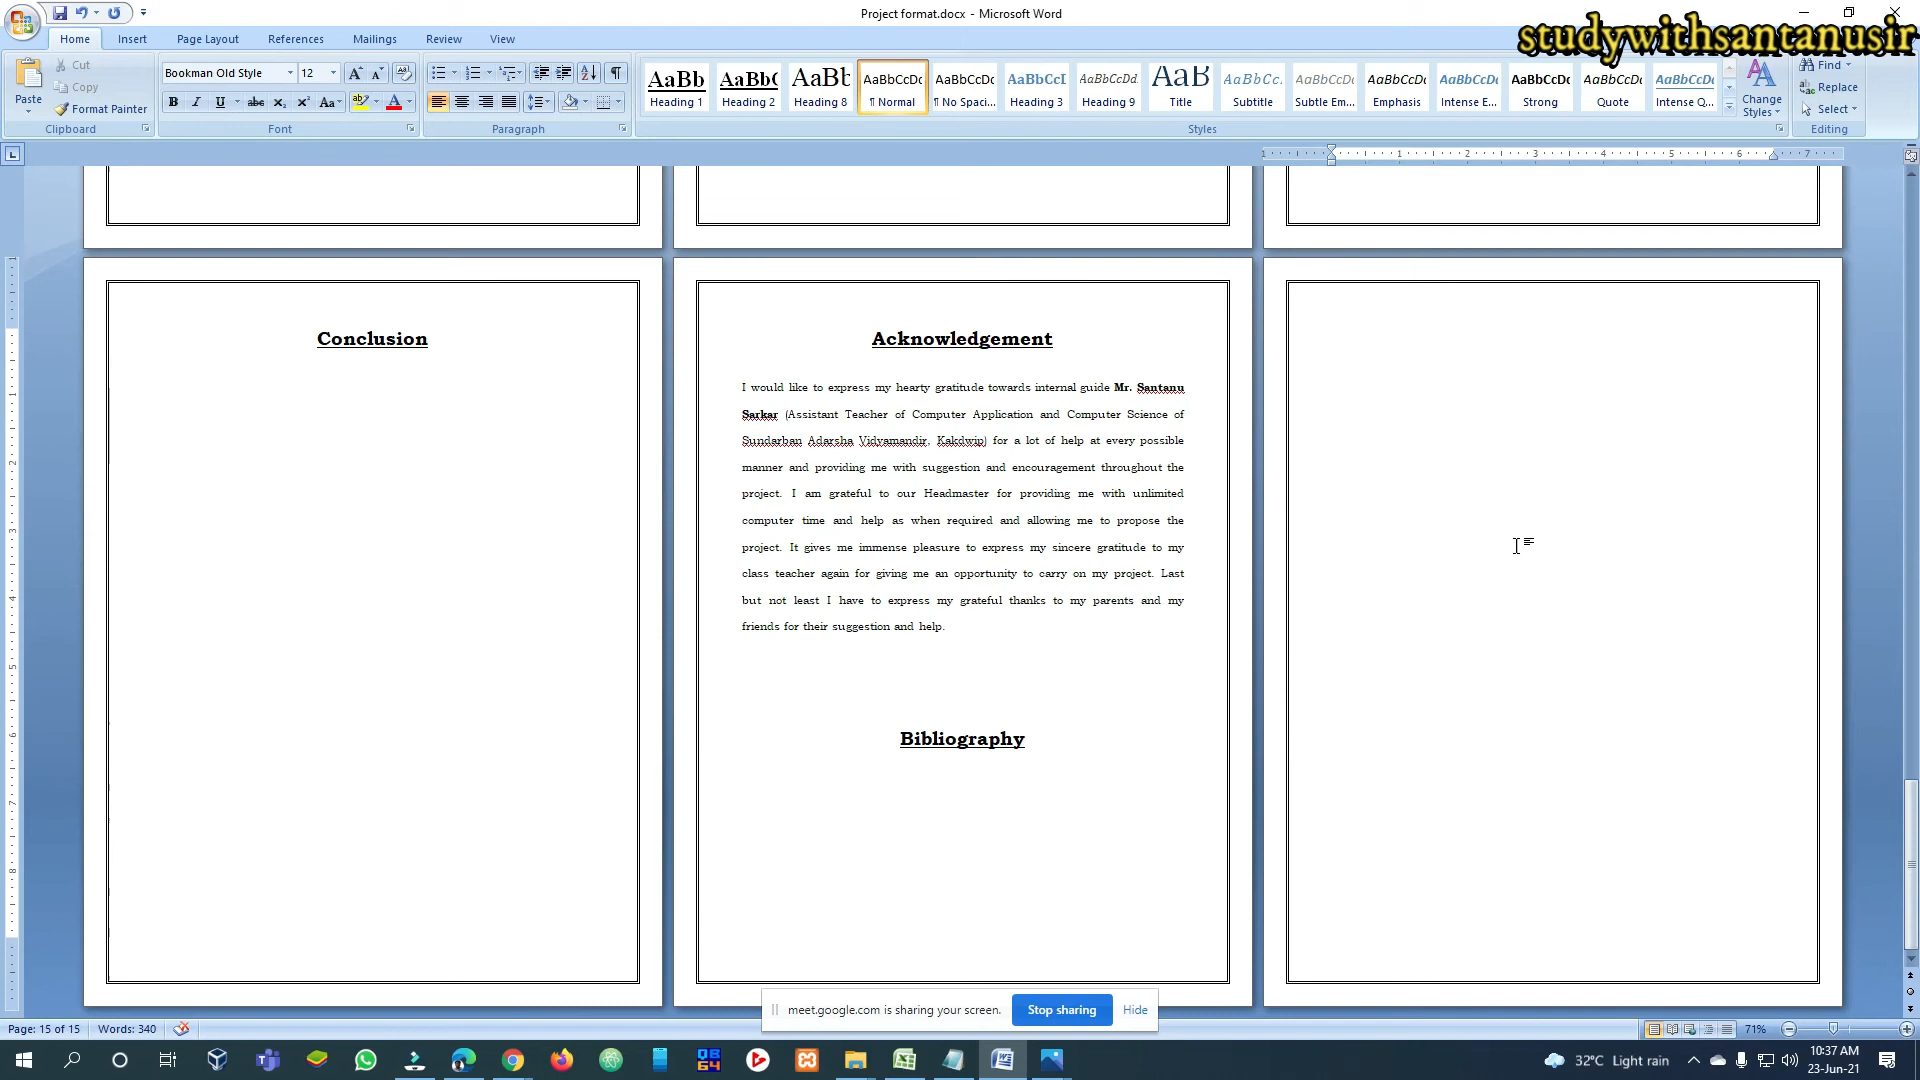 Project format.docx - Microsoft Word
studywithsantanusir
Home Insert Page Layout References Mailings Review View
Paste
Cut
Copy
Format Painter
Clipboard
Bookman Old Style 12
Font
Paragraph
AaBb AaBb( AaBb AaBbCcDc AaBbCcDc AaBbCcI AaBbCcDd. AaB AaBbCc. AaBbCcDc AaBbCcDc AaBbCcDc AaBbCcDc AaBbCcDc AaBbCcDc
Heading 1 Heading 2 Heading 8 ¶ Normal ¶ No Spaci... Heading 3 Heading 9 Title Subtitle Subtle Em... Emphasis Intense E... Strong Quote Intense Q...
Styles
Change Styles
Find
Replace
Select
Editing
Conclusion
Acknowledgement
I would like to express my hearty gratitude towards internal guide Mr. Santanu
Sarkar (Assistant Teacher of Computer Application and Computer Science of
Sundarban Adarsha Vidyamandir, Kakdwip) for a lot of help at every possible
manner and providing me with suggestion and encouragement throughout the
project. I am grateful to our Headmaster for providing me with unlimited
computer time and help as when required and allowing me to propose the
project. It gives me immense pleasure to express my sincere gratitude to my
class teacher again for giving me an opportunity to carry on my project. Last
but not least I have to express my grateful thanks to my parents and my
friends for their suggestion and help.
Bibliography
meet.google.com is sharing your screen. Stop sharing Hide
Page: 15 of 15 Words: 340 71%
32°C Light rain
10:37 AM
23-Jun-21